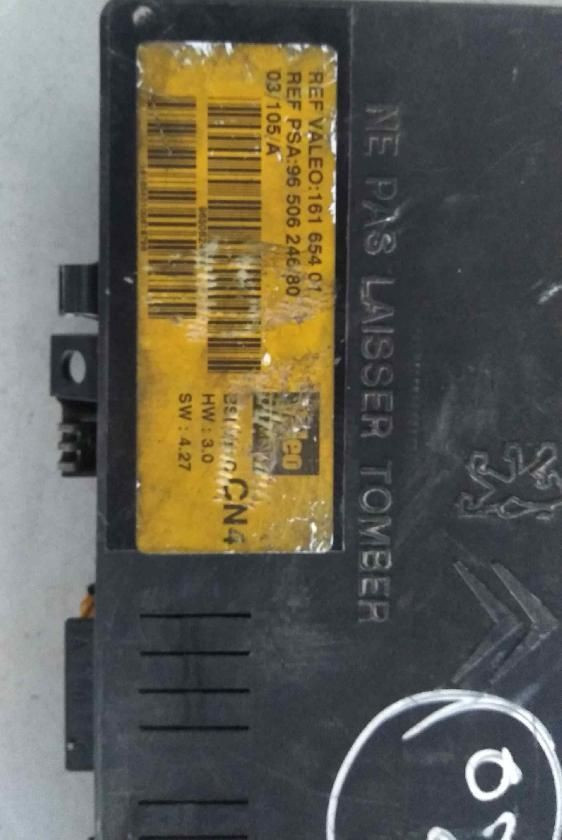 REF VALEO:161 654 01
REF PSA:96 506 246 80
03/105/A
CN4
HW : 3.0
SW : 4.27
NE PAS LAISSER TOMBER